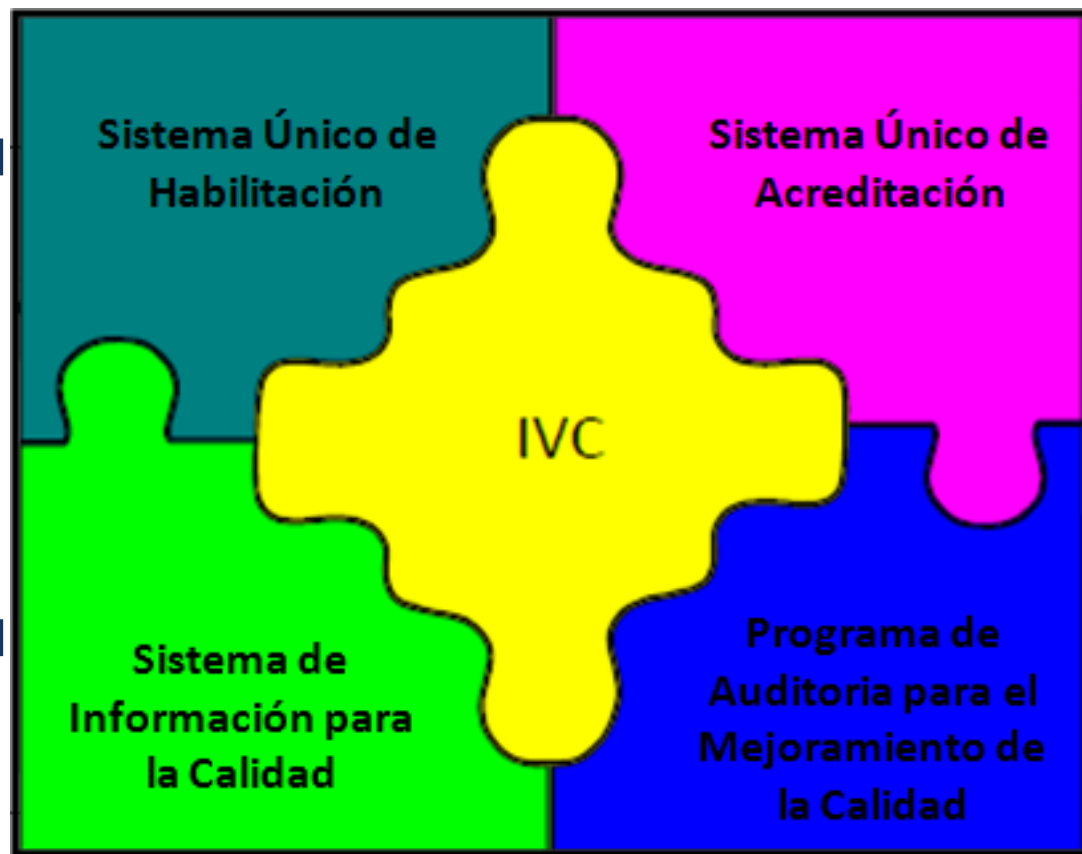 Sistema Único de
Habilitación
Sistema Único de
Acreditación
IVC
Sistema de
Información para
la Calidad
Programa de
Auditoria para el
Mejoramiento de
la Calidad